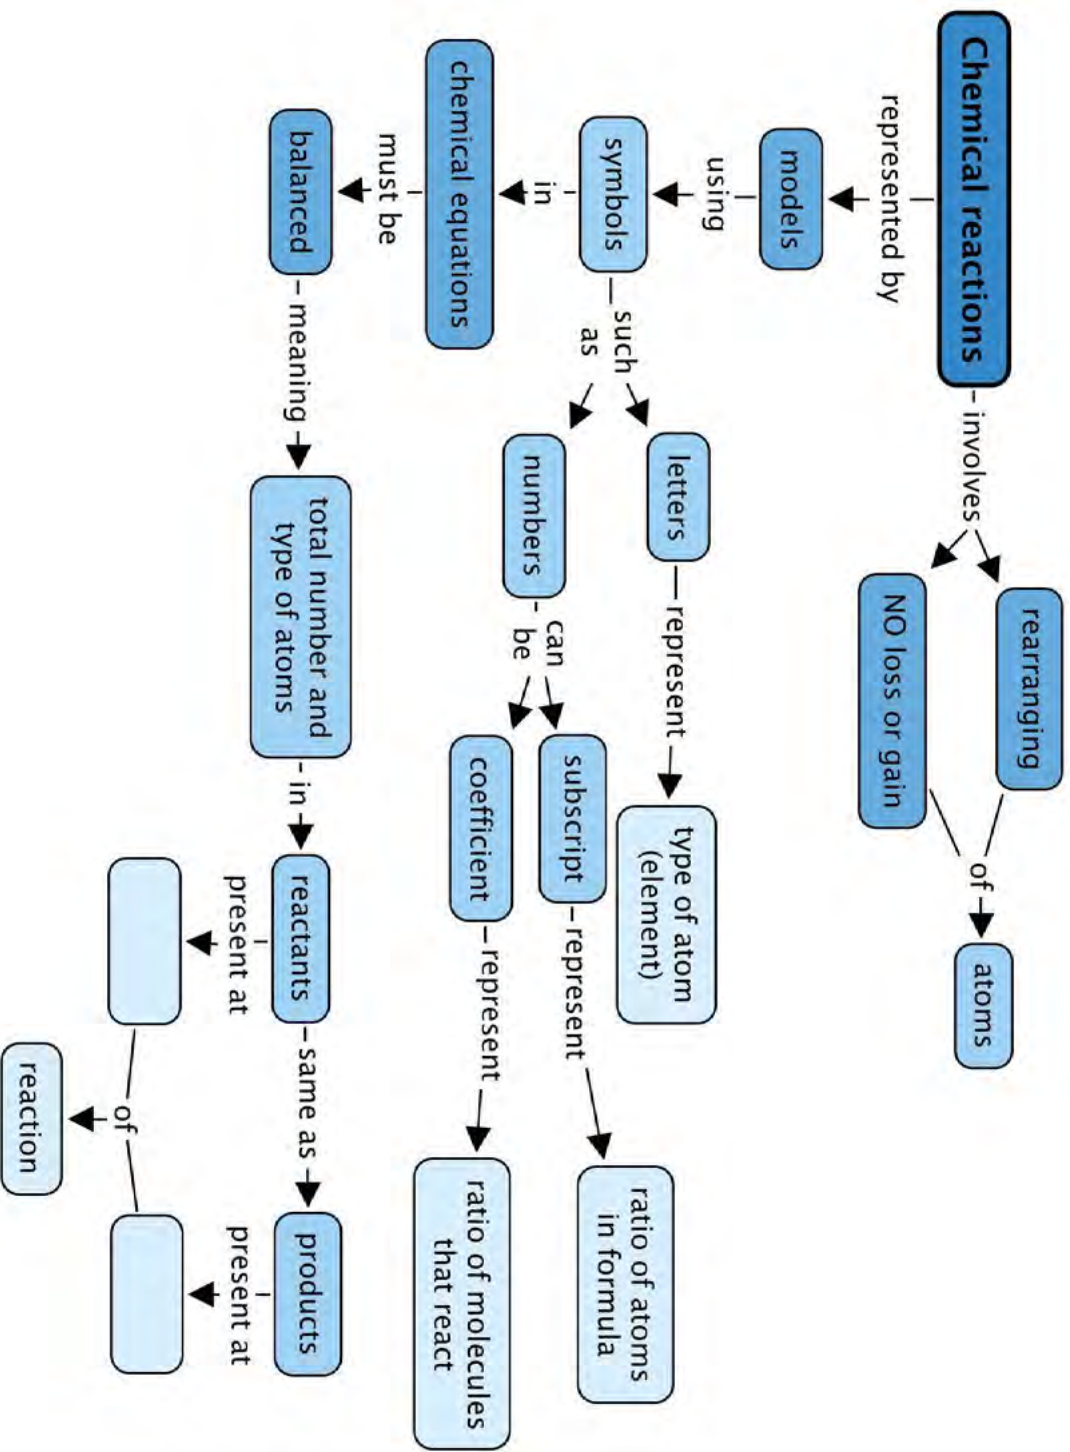 Chemical reactions
involves
rearranging
NO loss or gain
of
atoms
represented by
models
using
symbols
such
as
letters
represent
type of atom
(element)
numbers
can
be
subscript
represent
ratio of atoms
in formula
coefficient
represent
ratio of molecules
that react
in
chemical equations
must be
balanced
meaning
total number and
type of atoms
in
reactants
same as
products
present at
present at
of
reaction